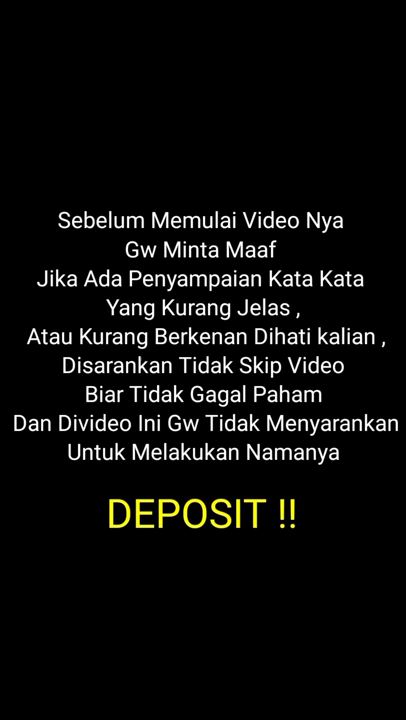 Sebelum Memulai Video Nya
Gw Minta Maaf
Jika Ada Penyampaian Kata Kata
Yang Kurang Jelas ,
Atau Kurang Berkenan Dihati kalian ,
Disarankan Tidak Skip Video
Biar Tidak Gagal Paham
Dan Divideo Ini Gw Tidak Menyarankan
Untuk Melakukan Namanya
DEPOSIT !!